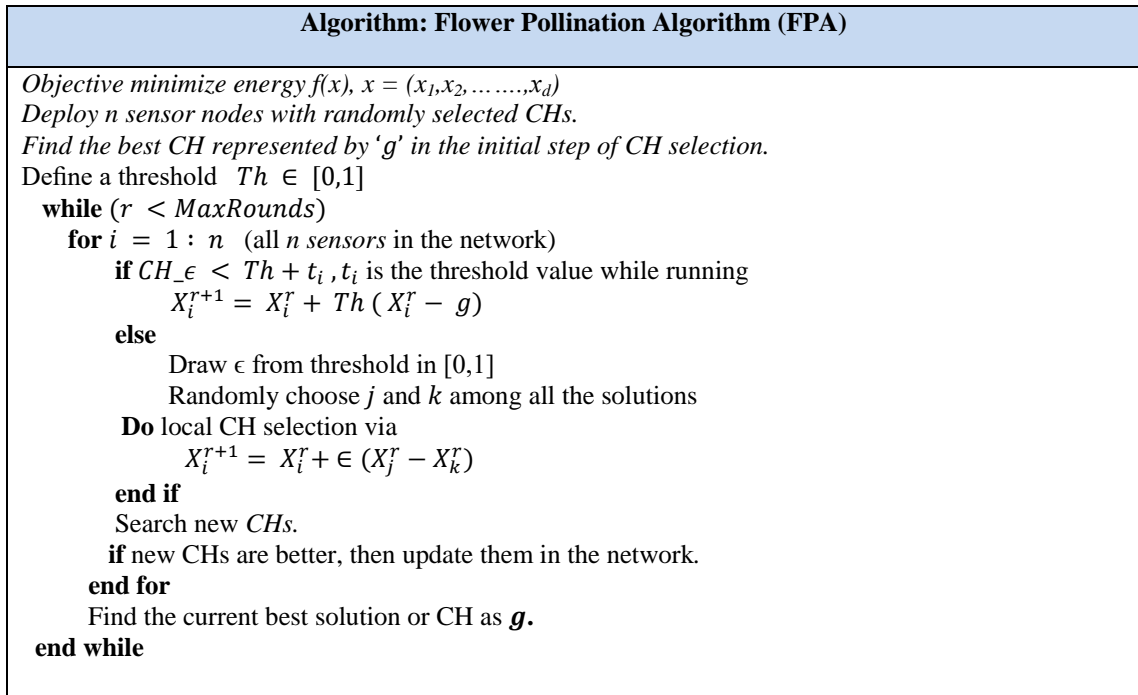 Algorithm: Flower Pollination Algorithm (FPA)
Objective minimize energy f(x), x = (x₁,x₂,…….,x_d)
Deploy n sensor nodes with randomly selected CHs.
Find the best CH represented by ‘g’ in the initial step of CH selection.
Define a threshold Th ∈ [0,1]
while (r < MaxRounds)
for i = 1 : n (all n sensors in the network)
if CH_ϵ < Th + t_i , t_i is the threshold value while running
X_i^{r+1} = X_i^r + Th ( X_i^r − g)
else
Draw ϵ from threshold in [0,1]
Randomly choose j and k among all the solutions
Do local CH selection via
X_i^{r+1} = X_i^r + ∈ (X_j^r − X_k^r)
end if
Search new CHs.
if new CHs are better, then update them in the network.
end for
Find the current best solution or CH as g.
end while